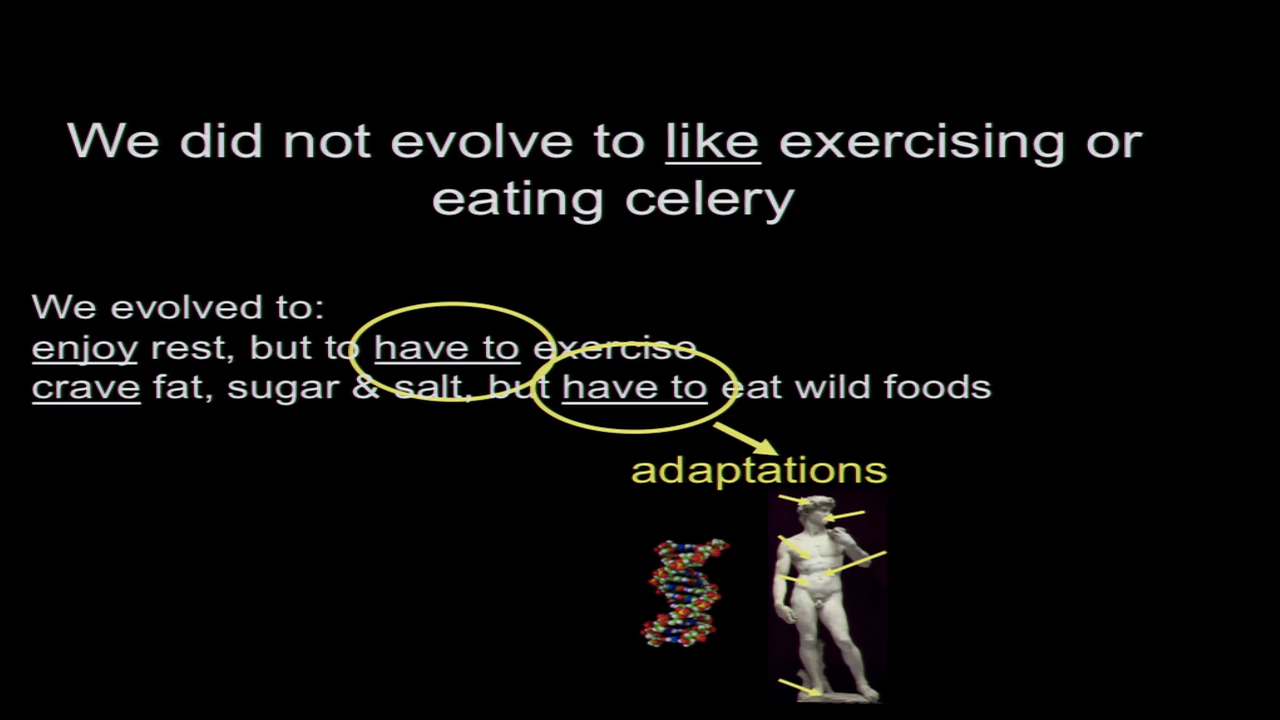 We did not evolve to like exercising or
eating celery
We evolved to:
enjoy rest, but to have to exercise
crave fat, sugar & salt, but have to eat wild foods
adaptations